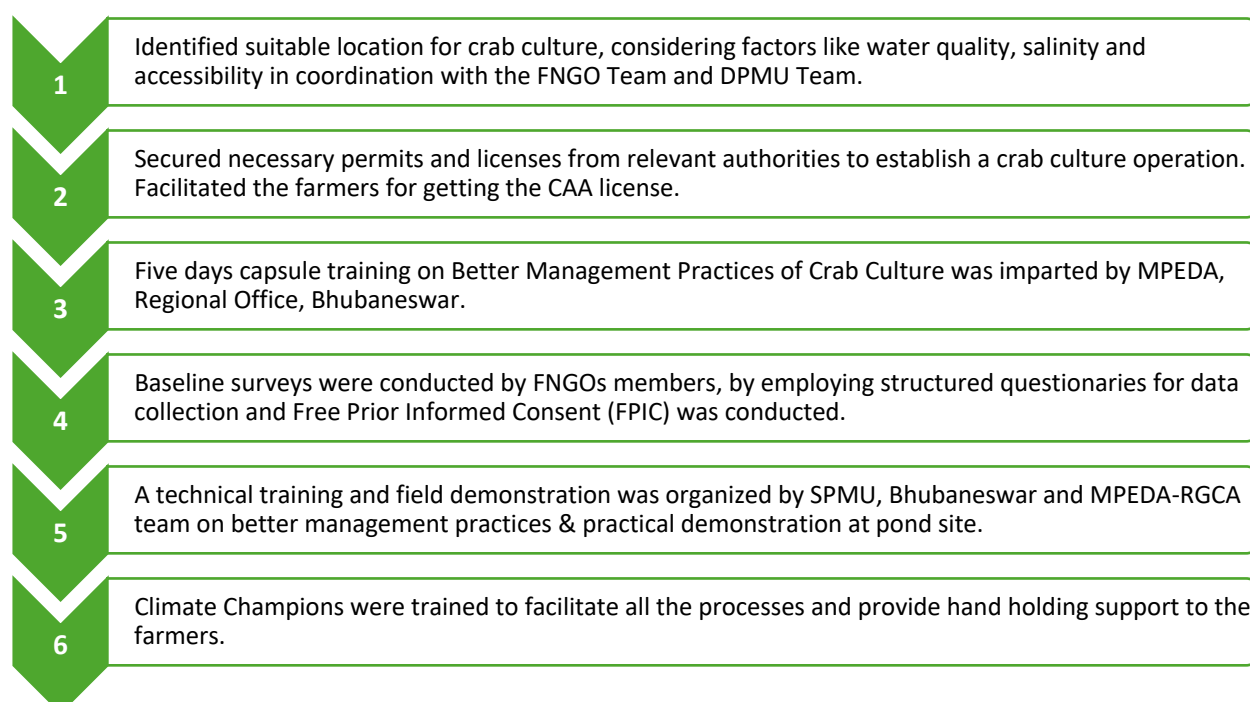 1
Identified suitable location for crab culture, considering factors like water quality, salinity and
accessibility in coordination with the FNGO Team and DPMU Team.
2
Secured necessary permits and licenses from relevant authorities to establish a crab culture operation.
Facilitated the farmers for getting the CAA license.
3
Five days capsule training on Better Management Practices of Crab Culture was imparted by MPEDA,
Regional Office, Bhubaneswar.
4
Baseline surveys were conducted by FNGOs members, by employing structured questionaries for data
collection and Free Prior Informed Consent (FPIC) was conducted.
5
A technical training and field demonstration was organized by SPMU, Bhubaneswar and MPEDA-RGCA
team on better management practices & practical demonstration at pond site.
6
Climate Champions were trained to facilitate all the processes and provide hand holding support to the
farmers.